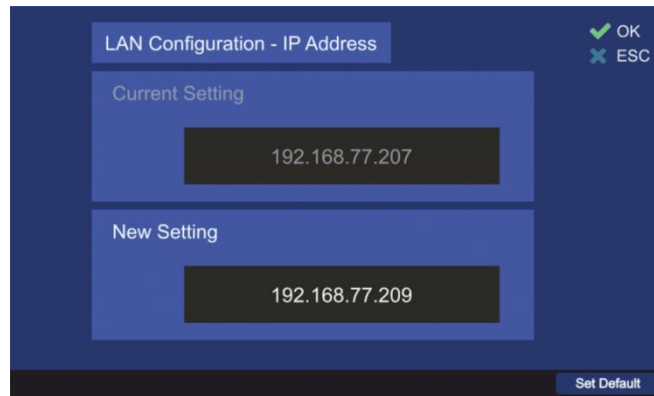 LAN Configuration - IP Address
OK
ESC
Current Setting
192.168.77.207
New Setting
192.168.77.209
Set Default